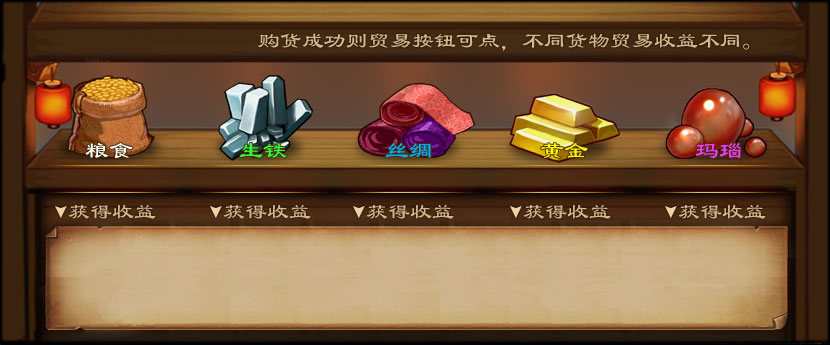 购货成功则贸易按钮可点，不同货物贸易收益不同。
粮食 生铁 丝绸 黄金 玛瑙
获得收益 获得收益 获得收益 获得收益 获得收益